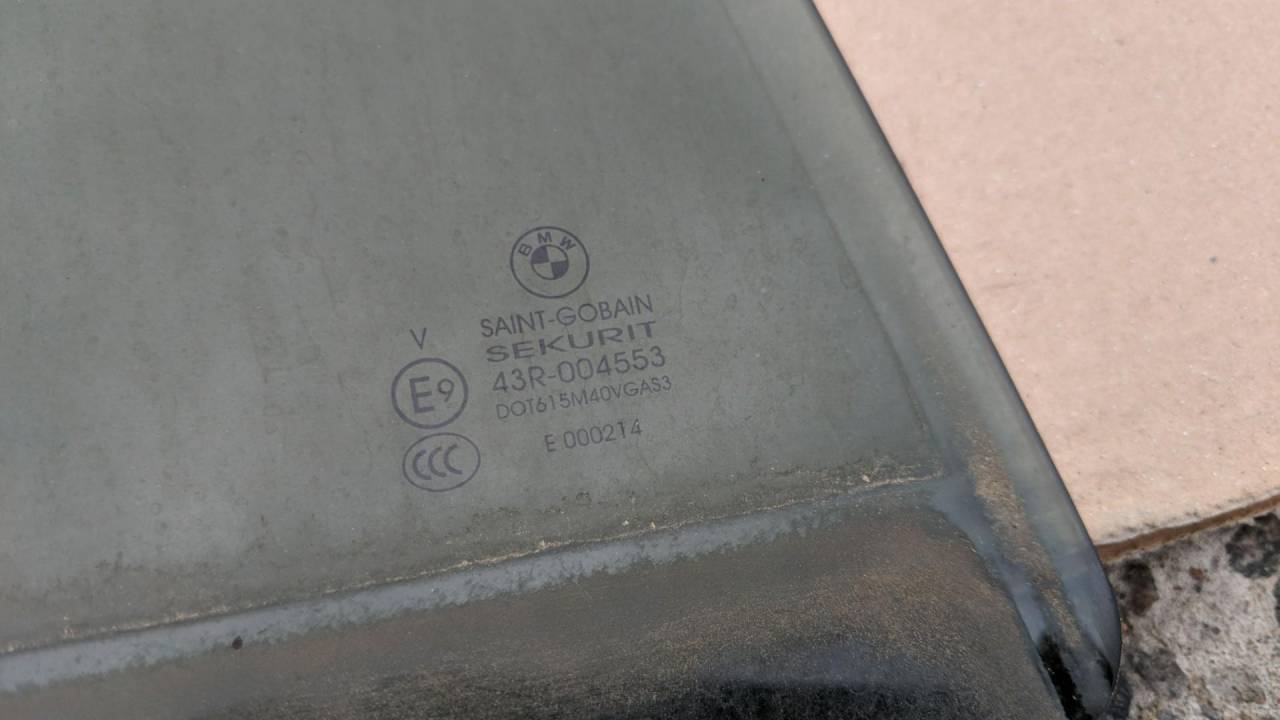 BMW
SAINT-GOBAIN
SEKURIT
V
43R-004553
E9
DOT615M40VGAS3
E 000214
CCC